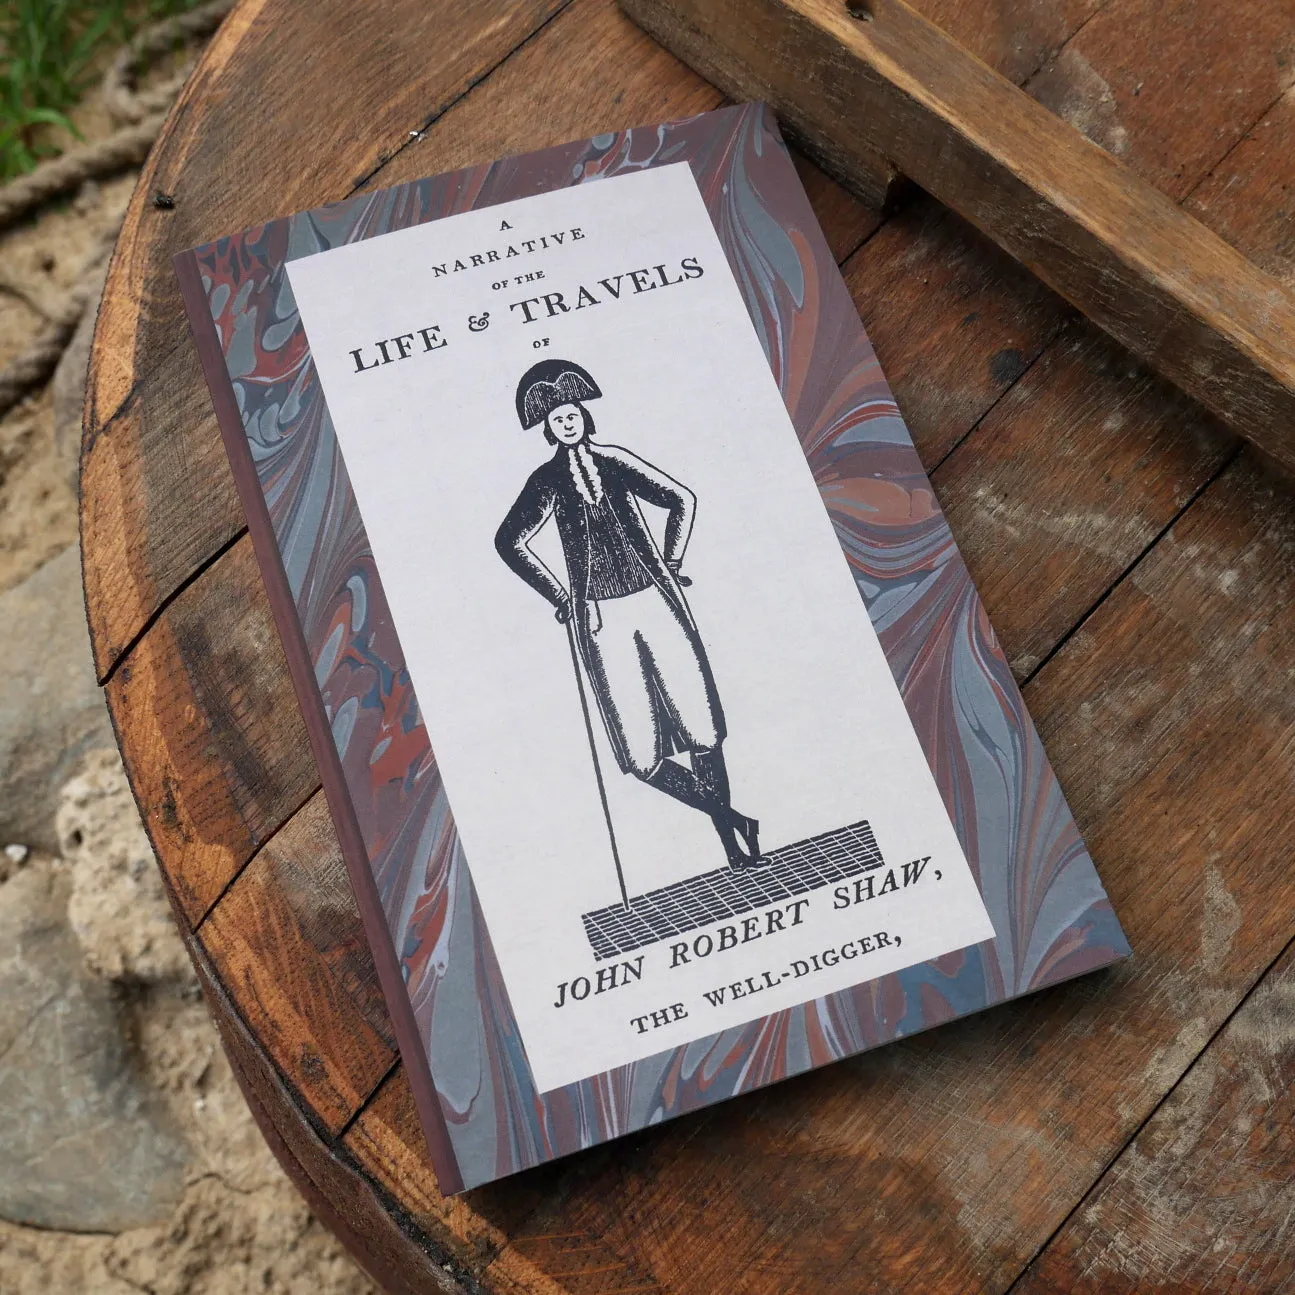 A
NARRATIVE
OF THE
LIFE & TRAVELS
OF
JOHN ROBERT SHAW,
THE WELL-DIGGER,